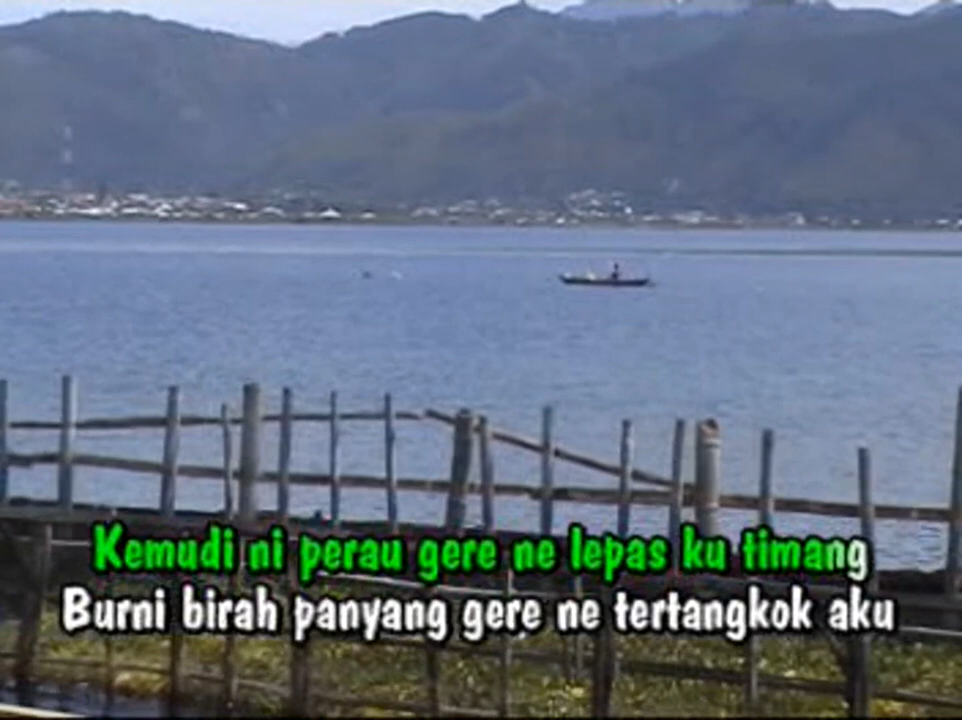 Kemudi ni perau gere ne lepas ku timang
Burni birah panyang gere ne tertangkok aku